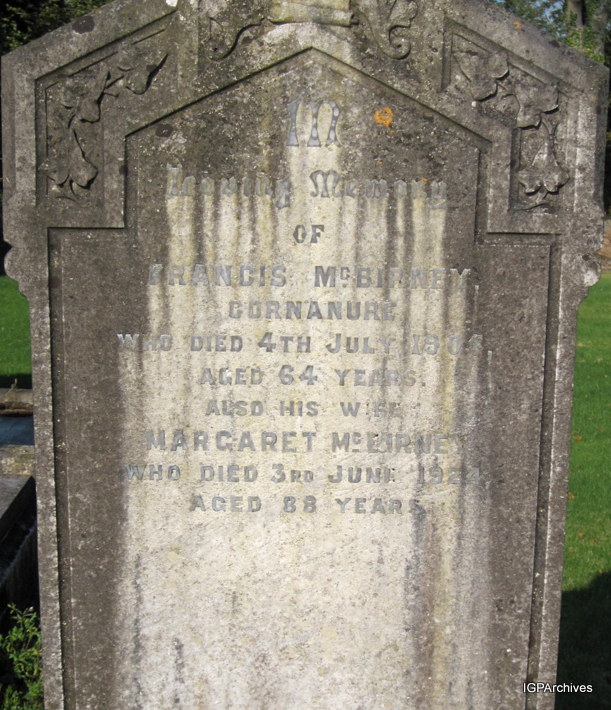 In
Loving Memory
OF
FRANCIS McBIRNEY
CORNANURE
WHO DIED 4TH JULY
AGED 64 YEARS.
ALSO HIS WIFE
MARGARET McBIRNEY
WHO DIED 3RD JUNE
AGED 88 YEARS
IGPArchives